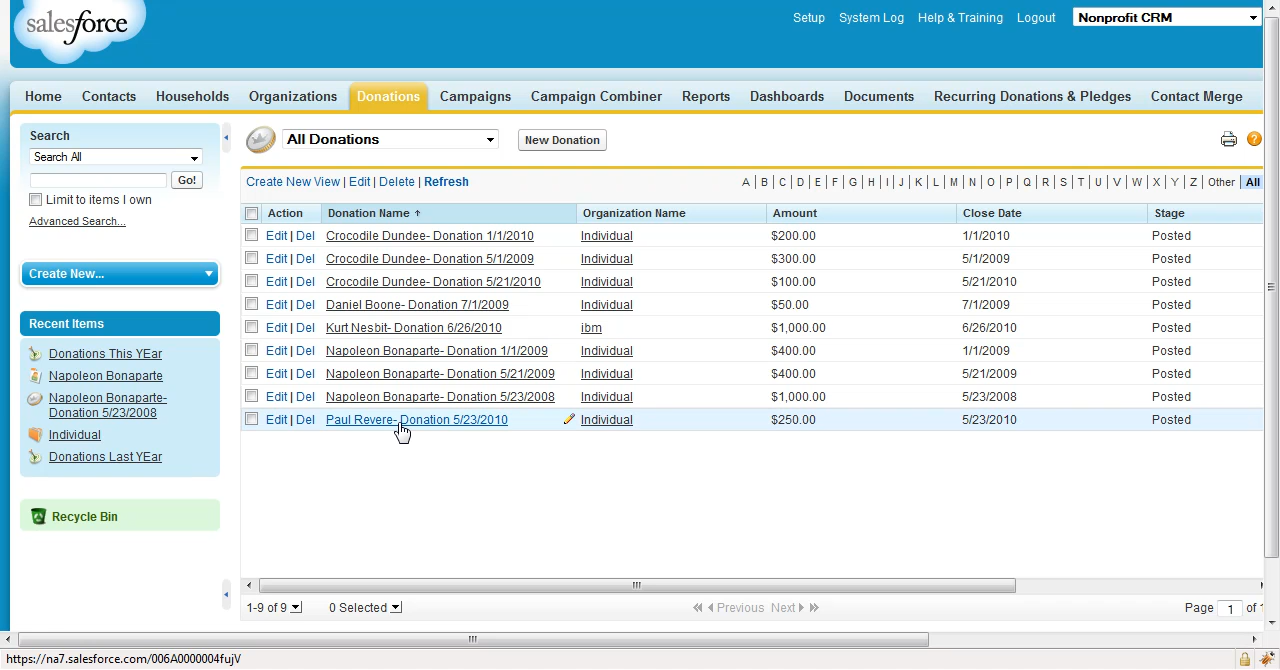 salesforce
Setup System Log Help & Training Logout Nonprofit CRM
Home Contacts Households Organizations Donations Campaigns Campaign Combiner Reports Dashboards Documents Recurring Donations & Pledges Contact Merge
Search
Search All
Go!
Limit to items I own
Advanced Search...
Create New...
Recent Items
Donations This YEar
Napoleon Bonaparte
Napoleon Bonaparte-
Donation 5/23/2008
Individual
Donations Last YEar
Recycle Bin
All Donations New Donation ?
Create New View | Edit | Delete | Refresh A | B | C | D | E | F | G | H | I | J | K | L | M | N | O | P | Q | R | S | T | U | V | W | X | Y | Z | Other | All
Action Donation Name Organization Name Amount Close Date Stage
Edit | Del Crocodile Dundee- Donation 1/1/2010 Individual $200.00 1/1/2010 Posted
Edit | Del Crocodile Dundee- Donation 5/1/2009 Individual $300.00 5/1/2009 Posted
Edit | Del Crocodile Dundee- Donation 5/21/2010 Individual $100.00 5/21/2010 Posted
Edit | Del Daniel Boone- Donation 7/1/2009 Individual $50.00 7/1/2009 Posted
Edit | Del Kurt Nesbit- Donation 6/26/2010 ibm $1,000.00 6/26/2010 Posted
Edit | Del Napoleon Bonaparte- Donation 1/1/2009 Individual $400.00 1/1/2009 Posted
Edit | Del Napoleon Bonaparte- Donation 5/21/2009 Individual $400.00 5/21/2009 Posted
Edit | Del Napoleon Bonaparte- Donation 5/23/2008 Individual $1,000.00 5/23/2008 Posted
Edit | Del Paul Revere- Donation 5/23/2010 Individual $250.00 5/23/2010 Posted
1-9 of 9 0 Selected Previous Next Page 1 of
https://na7.salesforce.com/006A0000004fujV